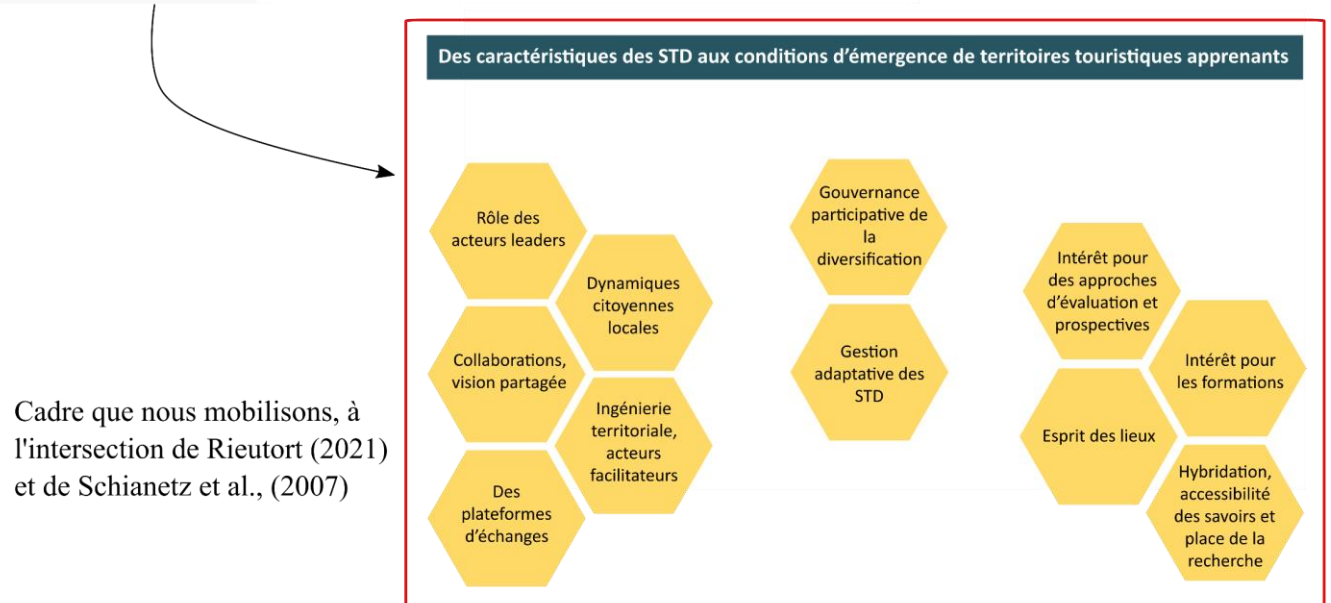 Des caractéristiques des STD aux conditions d'émergence de territoires touristiques apprenants
Rôle des
acteurs leaders
Dynamiques
citoyennes
locales
Collaborations,
vision partagée
Ingénierie
territoriale,
acteurs
facilitateurs
Des
plateformes
d'échanges
Gouvernance
participative de
la
diversification
Gestion
adaptative des
STD
Intérêt pour
des approches
d'évaluation et
prospectives
Intérêt pour
les formations
Esprit des lieux
Hybridation,
accessibilité
des savoirs et
place de la
recherche
Cadre que nous mobilisons, à
l'intersection de Rieutort (2021)
et de Schianetz et al., (2007)